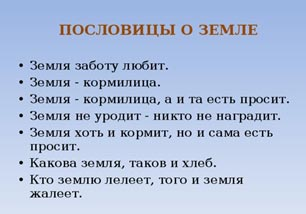 ПОСЛОВИЦЫ О ЗЕМЛЕ
• Земля заботу любит.
• Земля - кормилица.
• Земля - кормилица, а и та есть просит.
• Земля не уродит - никто не наградит.
• Земля хоть и кормит, но и сама есть
просит.
• Какова земля, таков и хлеб.
• Кто землю лелеет, того и земля
жалеет.